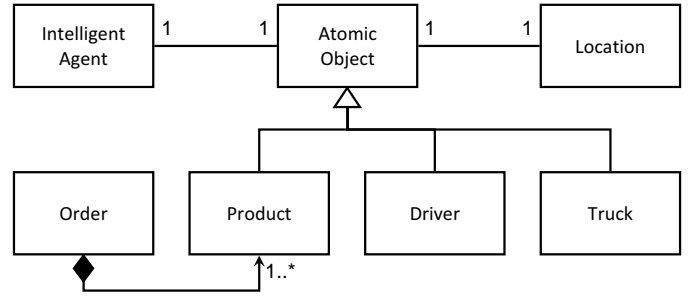 Intelligent
Agent
1
1
Atomic
Object
1
1
Location
Order
Product
Driver
Truck
1..*